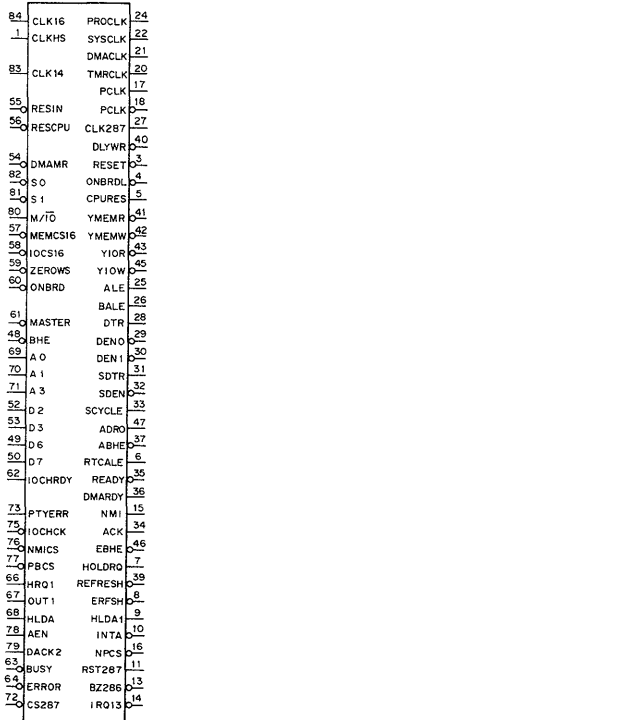 84 CLK16 PROCLK 24
1 CLKHS SYSCLK 22
DMACLK 21
83 CLK14 TMRCLK 20
PCLK 17
55 RESIN PCLK 18
56 RESCPU CLK287 27
DLYWR 40
54 DMAMR RESET 3
82 S0 ONBRDL 4
81 S1 CPURES 5
80 M/IO YMEMR 41
57 MEMCS16 YMEMW 42
58 IOCS16 YIOR 43
59 ZEROWS YIOW 45
60 ONBRD ALE 25
BALE 26
61 MASTER DTR 28
48 BHE DEN0 29
69 A0 DEN1 30
70 A1 SDTR 31
71 A3 SDEN 32
52 D2 SCYCLE 33
53 D3 ADR0 47
49 D6 ABHE 37
50 D7 RTCALE 6
62 IOCHRDY READY 35
DMARDY 36
73 PTYERR NMI 15
75 IOCHCK ACK 34
76 NMICS EBHE 46
77 PBCS HOLDRQ 7
66 HRQ1 REFRESH 39
67 OUT1 ERFSH 8
68 HLDA HLDA1 9
78 AEN INTA 10
79 DACK2 NPCS 16
63 BUSY RST287 11
64 ERROR BZ286 13
72 CS287 IRQ13 14